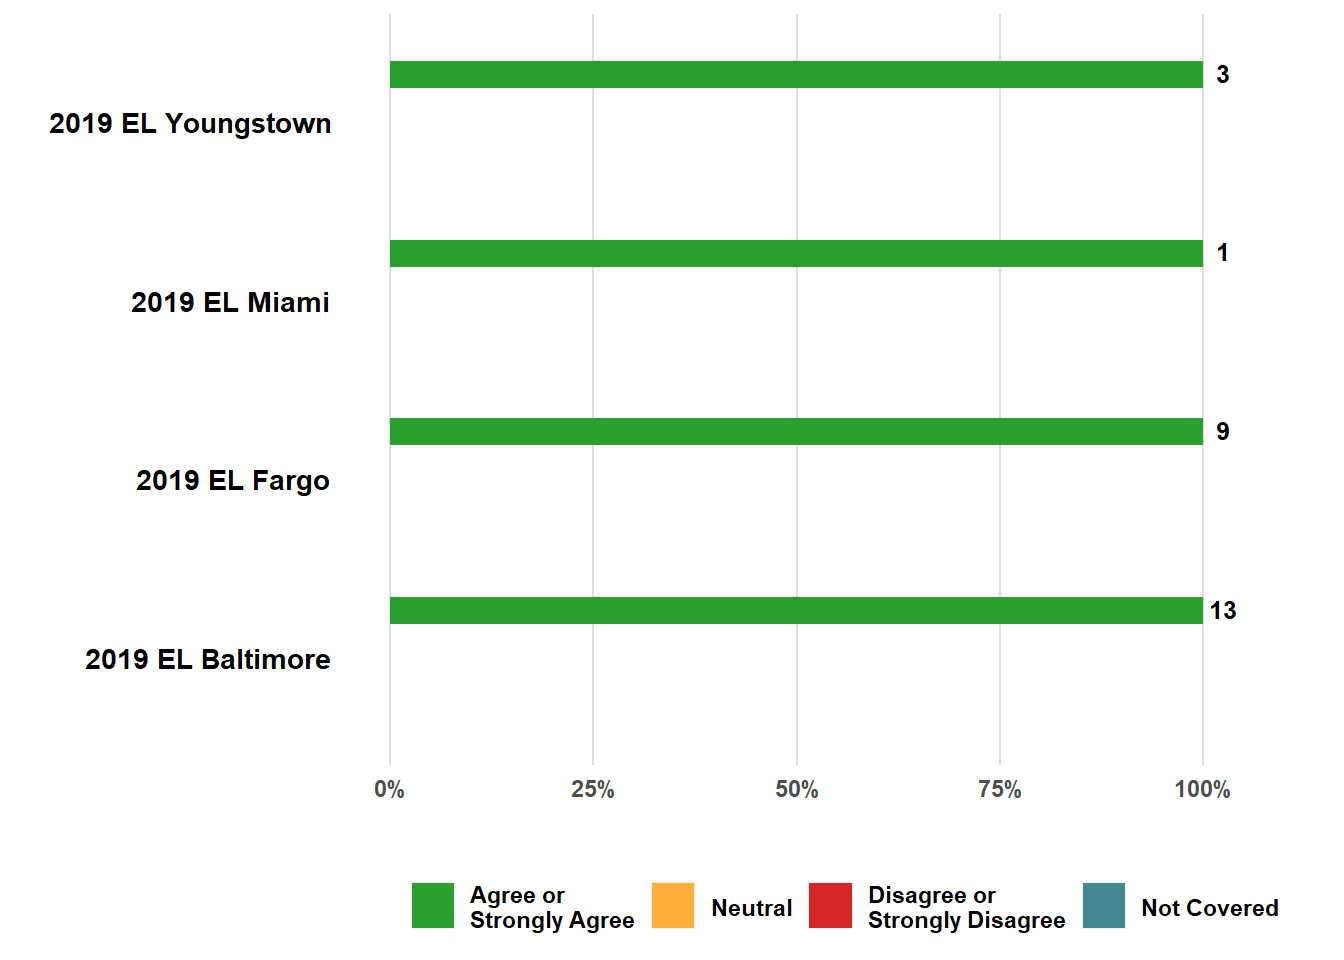 3
2019 EL Youngstown
1
2019 EL Miami
9
2019 EL Fargo
13
2019 EL Baltimore
0% 25% 50% 75% 100%
Agree or
Strongly Agree
Neutral
Disagree or
Strongly Disagree
Not Covered